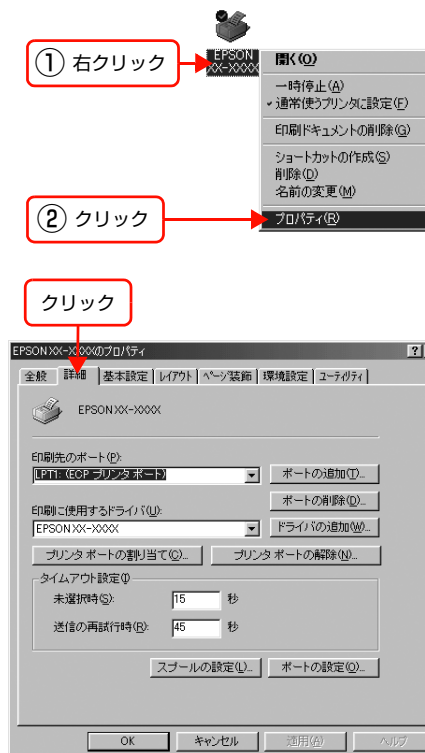 ① 右クリック
EPSON
XX-XXXX
開く(O)
一時停止(A)
通常使うプリンタに設定(F)
印刷ドキュメントの削除(G)
ショートカットの作成(S)
削除(D)
名前の変更(M)
② クリック
プロパティ(R)
クリック
EPSON XX-XXXXのプロパティ
全般 詳細 基本設定 レイアウト ページ装飾 環境設定 ユーティリティ
EPSON XX-XXXX
印刷先のポート(P):
LPT1: (ECP プリンタ ポート)
ポートの追加(T)...
ポートの削除(D)...
印刷に使用するドライバ(U):
EPSON XX-XXXX
ドライバの追加(W)...
プリンタ ポートの割り当て(C)... プリンタ ポートの解除(N)...
タイムアウト設定
未選択時(S): 15 秒
送信の再試行時(R): 45 秒
スプールの設定(L)... ポートの設定(O)...
OK キャンセル 適用(A) ヘルプ